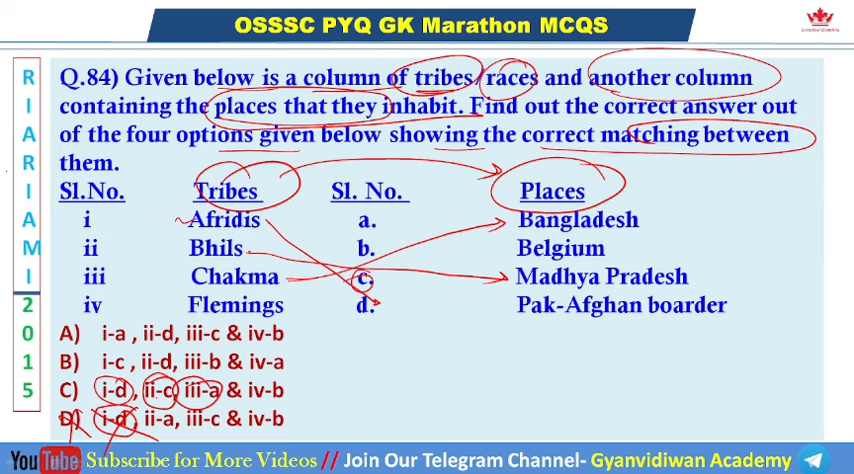 OSSSC PYQ GK Marathon MCQS
GYANVIDIWAN
RI ARI AMI 2015
Q.84) Given below is a column of tribes/races and another column
containing the places that they inhabit. Find out the correct answer out
of the four options given below showing the correct matching between
them.
Sl.No. Tribes Sl. No. Places
i Afridis a. Bangladesh
ii Bhils b. Belgium
iii Chakma c. Madhya Pradesh
iv Flemings d. Pak-Afghan boarder
A) i-a , ii-d, iii-c & iv-b
B) i-c , ii-d, iii-b & iv-a
C) i-d , ii-c, iii-a & iv-b
D) i-d , ii-a, iii-c & iv-b
YouTube Subscribe for More Videos // Join Our Telegram Channel- Gyanvidiwan Academy